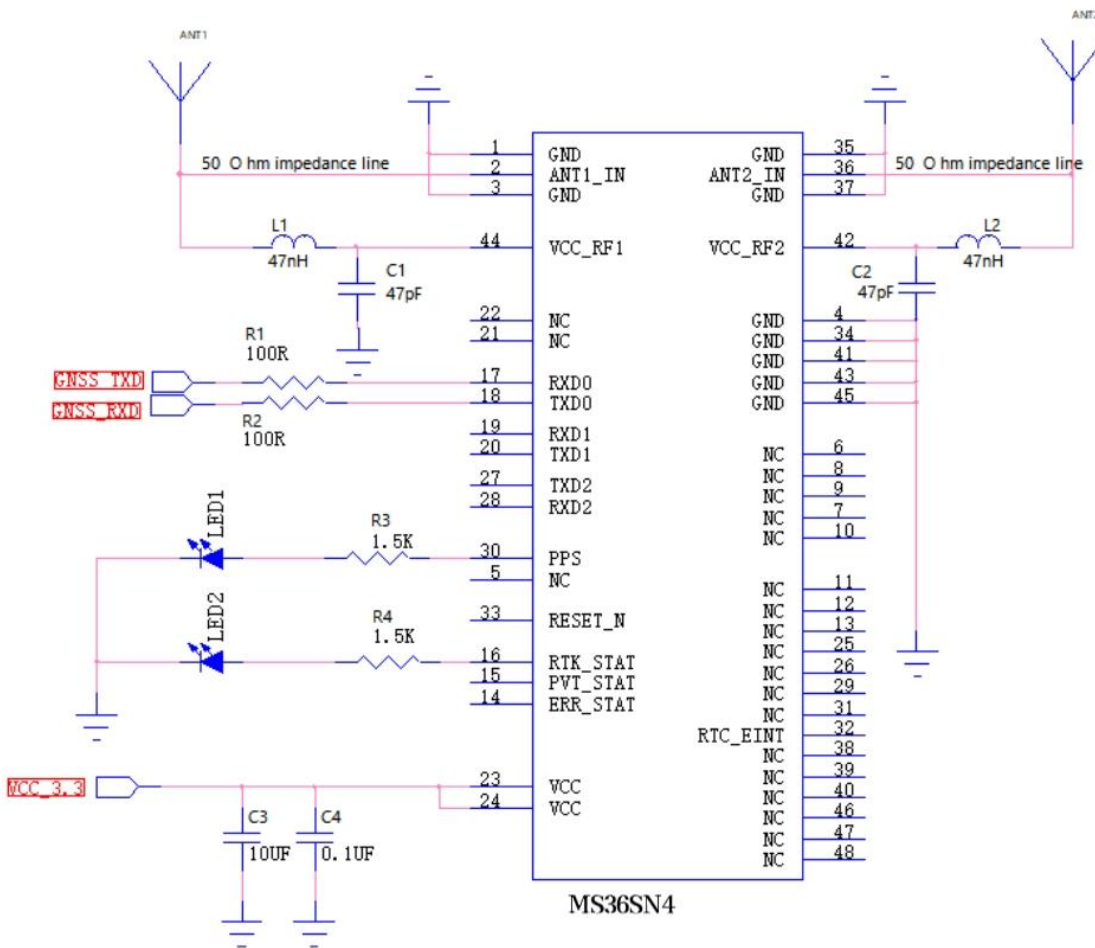 ANT1
50 O hm impedance line
50 O hm impedance line
1 GND
2 ANT1_IN
3 GND
GND 35
ANT2_IN 36
GND 37
L1
47nH
44 VCC_RF1
VCC_RF2 42
L2
47nH
C1
47pF
C2
47pF
22 NC
21 NC
GND 4
GND 34
GND 41
GND 43
GND 45
R1
100R
GNSS_TXD
17 RXD0
GNSS_RXD
18 TXD0
R2
100R
19 RXD1
20 TXD1
27 TXD2
28 RXD2
NC 6
NC 8
NC 9
NC 7
NC 10
LED1
R3
1.5K
30 PPS
5 NC
33 RESET_N
LED2
R4
1.5K
16 RTK_STAT
15 PVT_STAT
14 ERR_STAT
NC 11
NC 12
NC 13
NC 25
NC 26
NC 29
NC 31
RTC_EINT 32
NC 38
NC 39
NC 40
NC 46
NC 47
NC 48
VCC_3.3
23 VCC
24 VCC
C3
10UF
C4
0.1UF
MS36SN4